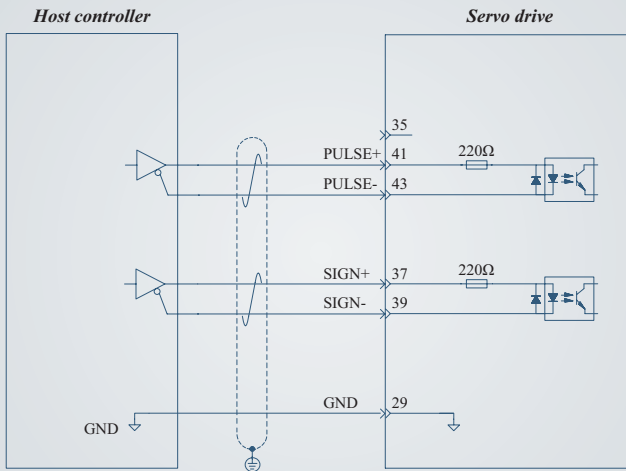 Host controller
Servo drive
35
PULSE+ 41 220Ω
PULSE- 43
SIGN+ 37 220Ω
SIGN- 39
GND 29
GND